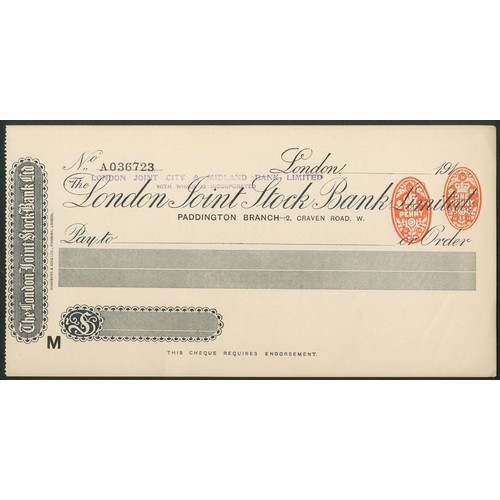 The London Joint Stock Bank Ltd
No A036723 London 191
LONDON JOINT CITY & MIDLAND BANK, LIMITED
WITH WHICH IS INCORPORATED
The London Joint Stock Bank Limited.
PADDINGTON BRANCH—2, CRAVEN ROAD, W.
PENNY
Pay to or Order
£
M
THIS CHEQUE REQUIRES ENDORSEMENT.